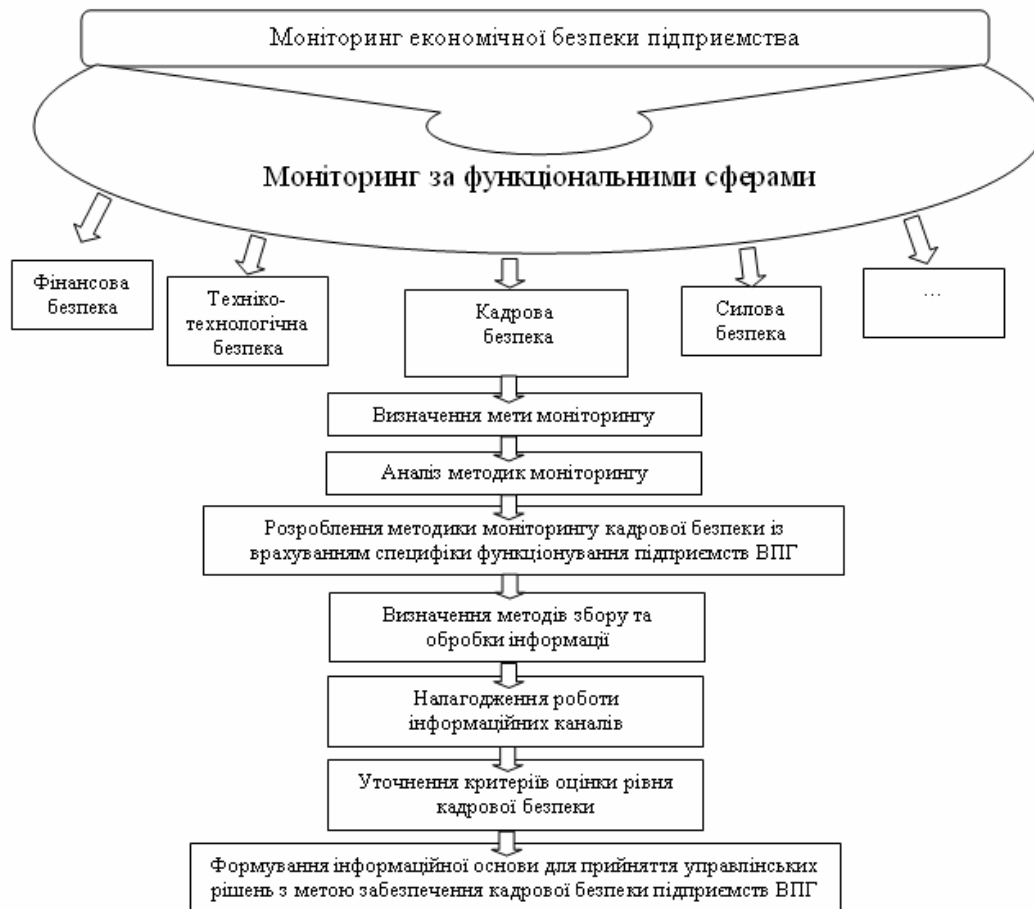 Моніторинг економічної безпеки підприємства
Моніторинг за функціональними сферами
Фінансова
безпека
Техніко-
технологічна
безпека
Кадрова
безпека
Силова
безпека
...
Визначення мети моніторингу
Аналіз методик моніторингу
Розроблення методики моніторингу кадрової безпеки із
врахуванням специфіки функціонування підприємств ВПГ
Визначення методів збору та
обробки інформації
Налагодження роботи
інформаційних каналів
Уточнення критеріїв оцінки рівня
кадрової безпеки
Формування інформаційної основи для прийняття управлінських
рішень з метою забезпечення кадрової безпеки підприємств ВПГ